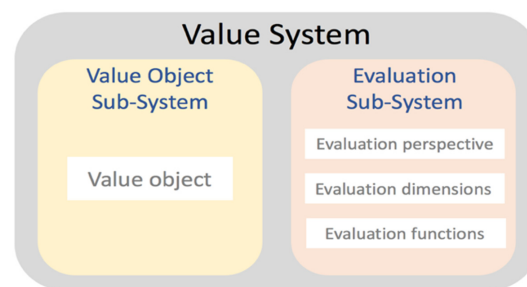 Value System
Value Object
Sub-System
Value object
Evaluation
Sub-System
Evaluation perspective
Evaluation dimensions
Evaluation functions